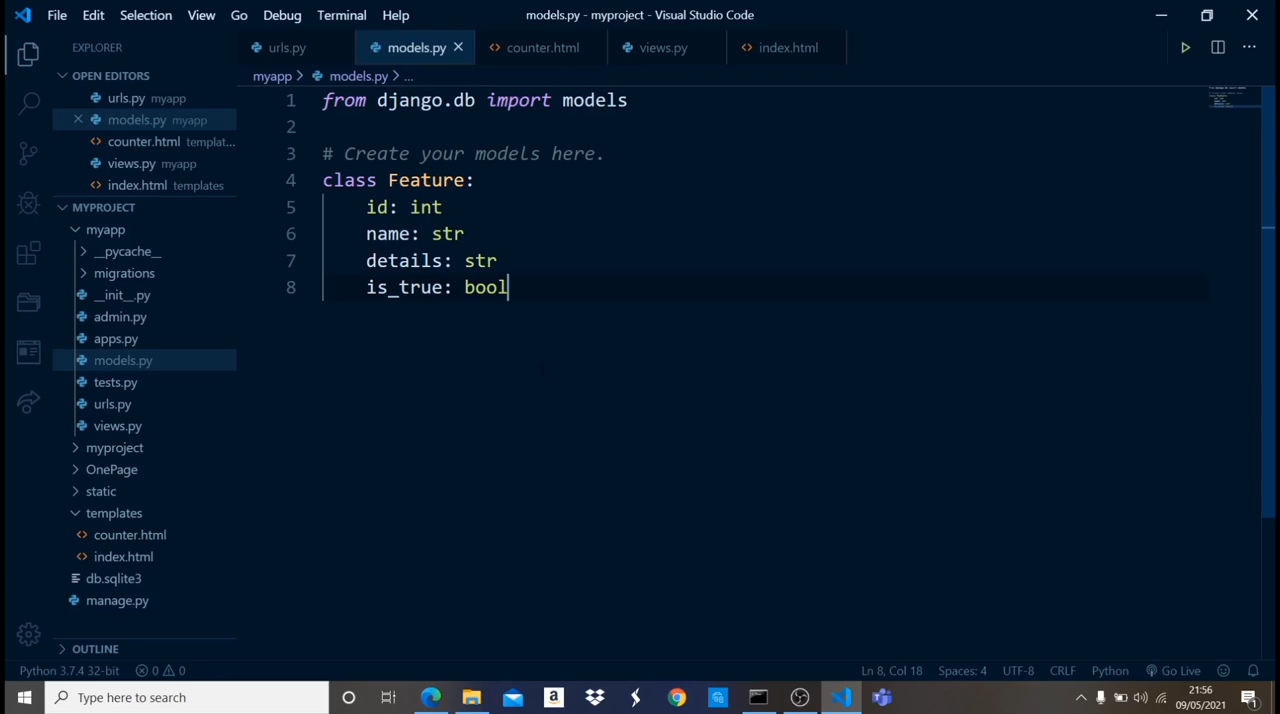 File Edit Selection View Go Debug Terminal Help models.py - myproject - Visual Studio Code
EXPLORER
OPEN EDITORS
urls.py myapp
models.py myapp
counter.html templat...
views.py myapp
index.html templates
MYPROJECT
myapp
__pycache__
migrations
__init__.py
admin.py
apps.py
models.py
tests.py
urls.py
views.py
myproject
OnePage
static
templates
counter.html
index.html
db.sqlite3
manage.py
OUTLINE
urls.py models.py counter.html views.py index.html
myapp > models.py > ...
1 from django.db import models
2
3 # Create your models here.
4 class Feature:
5 id: int
6 name: str
7 details: str
8 is_true: bool
Python 3.7.4 32-bit 0 0 Ln 8, Col 18 Spaces: 4 UTF-8 CRLF Python Go Live
Type here to search
21:56
09/05/2021
1